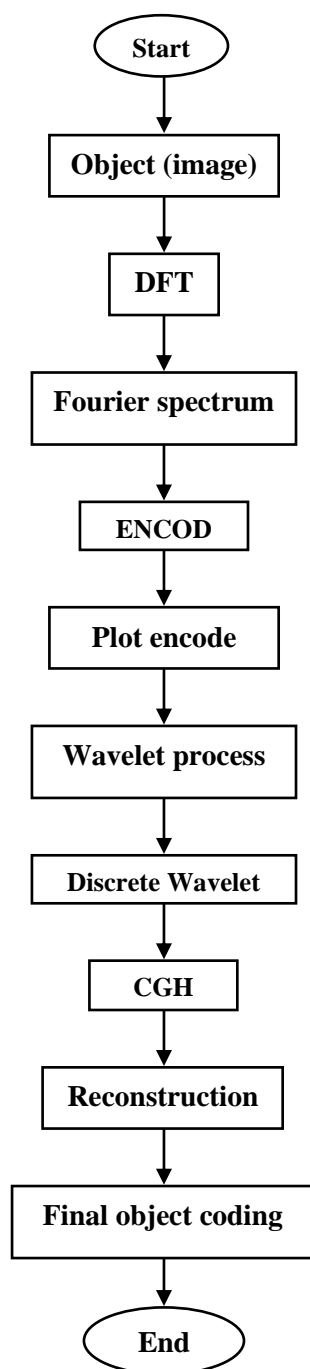 Start
Object (image)
DFT
Fourier spectrum
ENCOD
Plot encode
Wavelet process
Discrete Wavelet
CGH
Reconstruction
Final object coding
End